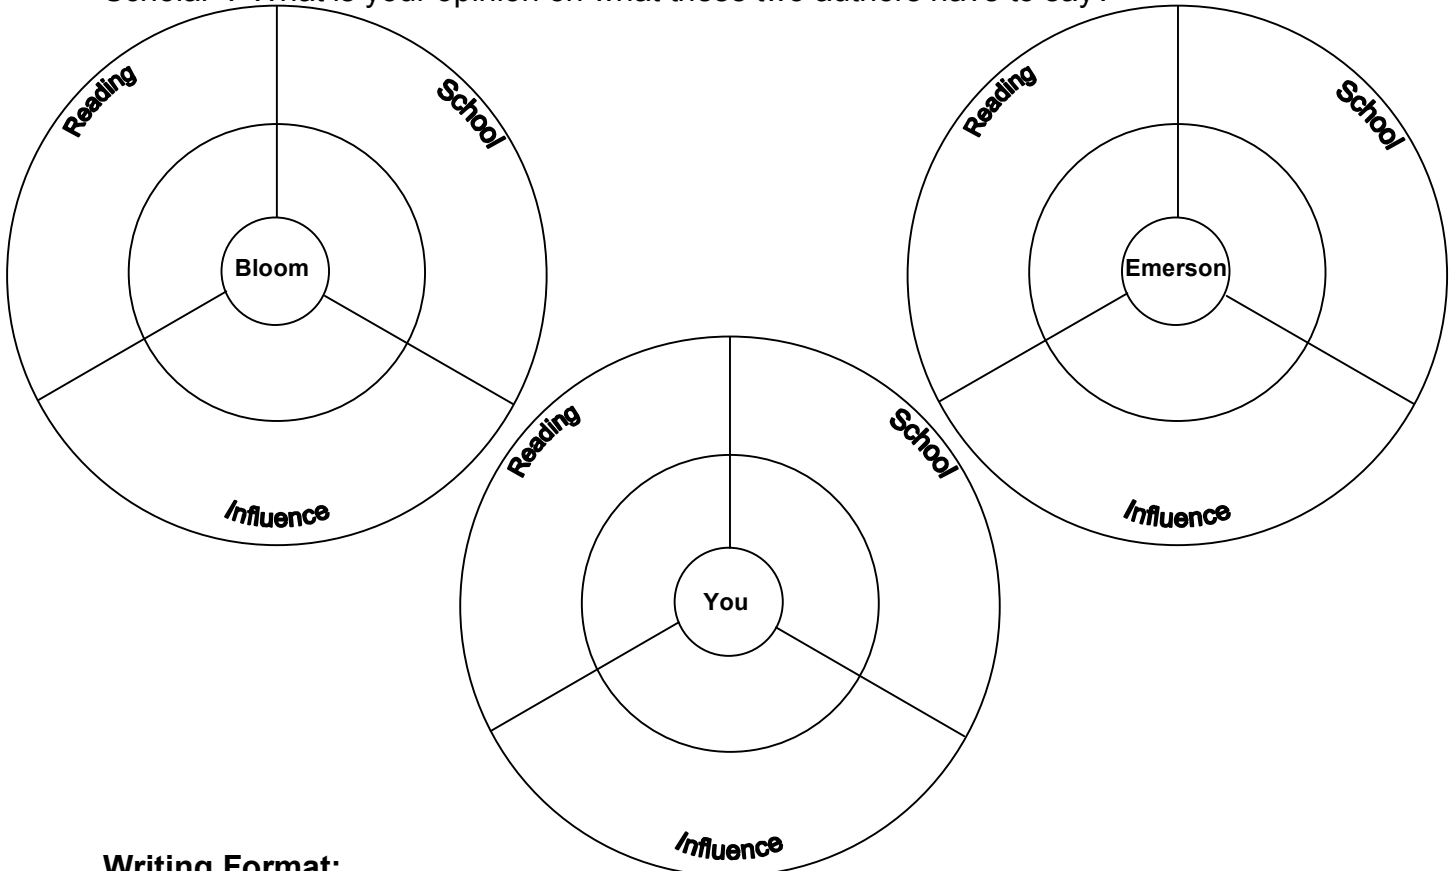 Scholar"? What is your opinion on what these two authors have to say?
Reading
School
Bloom
Influence
Reading
School
Emerson
Influence
Reading
School
You
Influence
Writing Format: